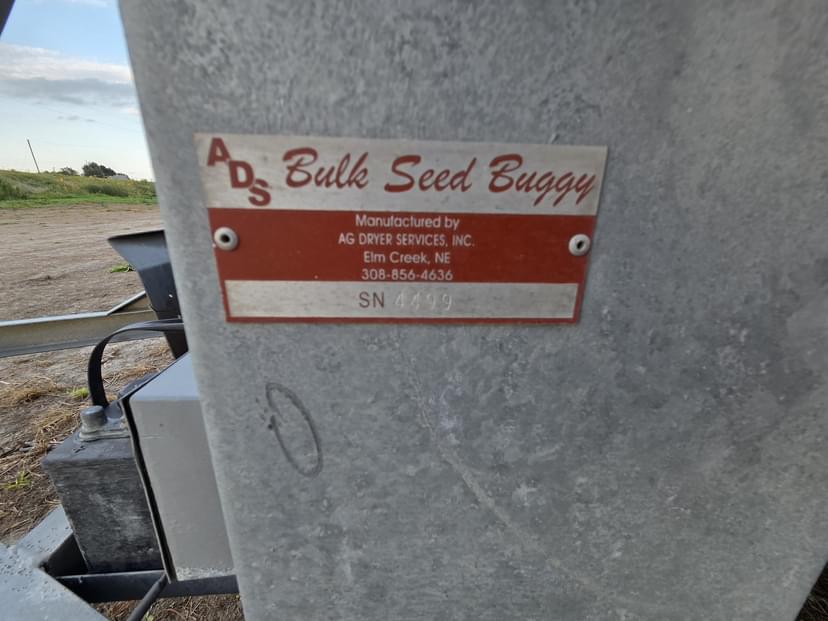 ADS Bulk Seed Buggy
Manufactured by
AG DRYER SERVICES, INC.
Elm Creek, NE
308-856-4636
SN 4499